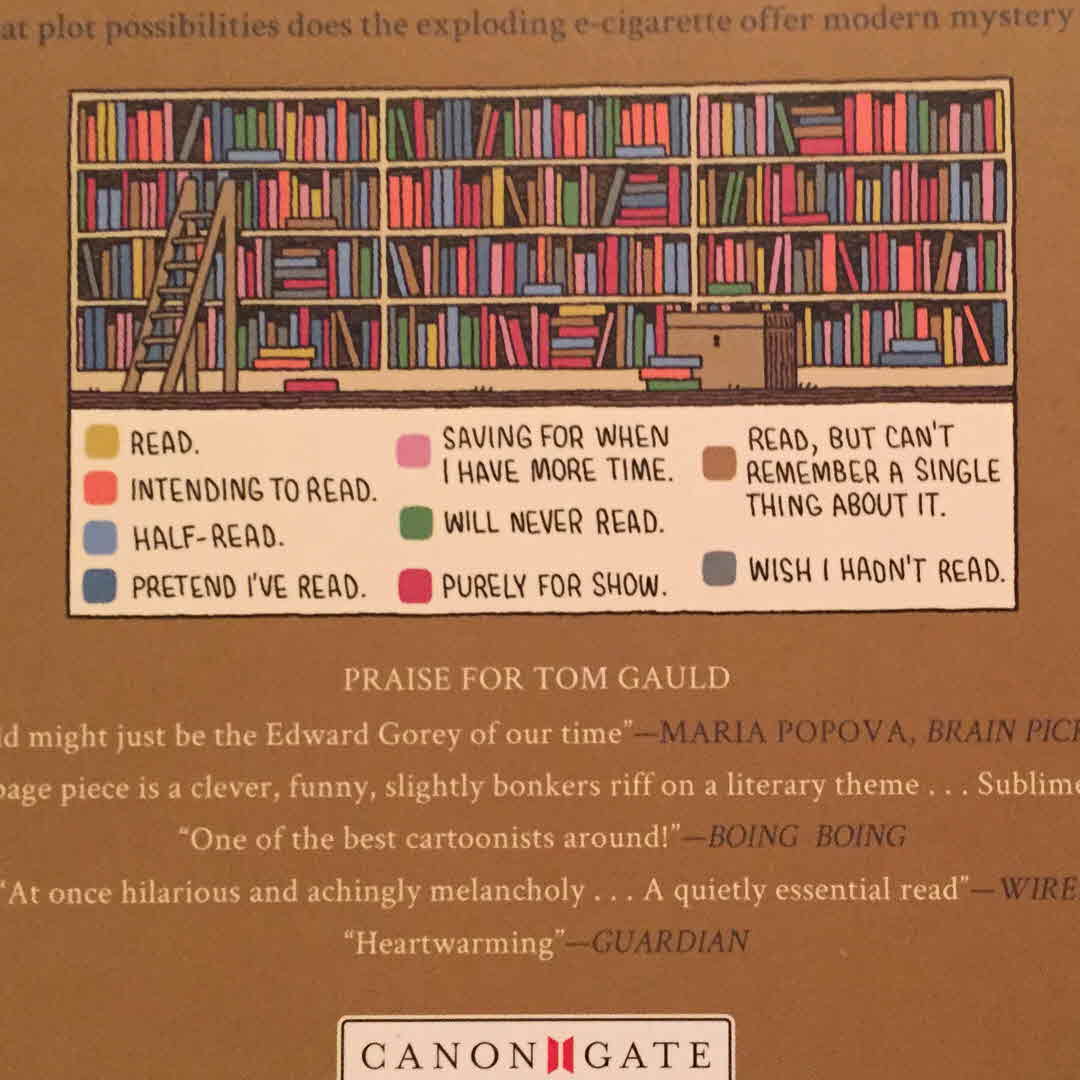 at plot possibilities does the exploding e-cigarette offer modern mystery
READ.
INTENDING TO READ.
HALF-READ.
PRETEND I'VE READ.
SAVING FOR WHEN
I HAVE MORE TIME.
WILL NEVER READ.
PURELY FOR SHOW.
READ, BUT CAN'T
REMEMBER A SINGLE
THING ABOUT IT.
WISH I HADN'T READ.
PRAISE FOR TOM GAULD
ld might just be the Edward Gorey of our time”—MARIA POPOVA, BRAIN PICK
page piece is a clever, funny, slightly bonkers riff on a literary theme . . . Sublime
“One of the best cartoonists around!”—BOING BOING
“At once hilarious and achingly melancholy . . . A quietly essential read”—WIRE
“Heartwarming”—GUARDIAN
CANONGATE